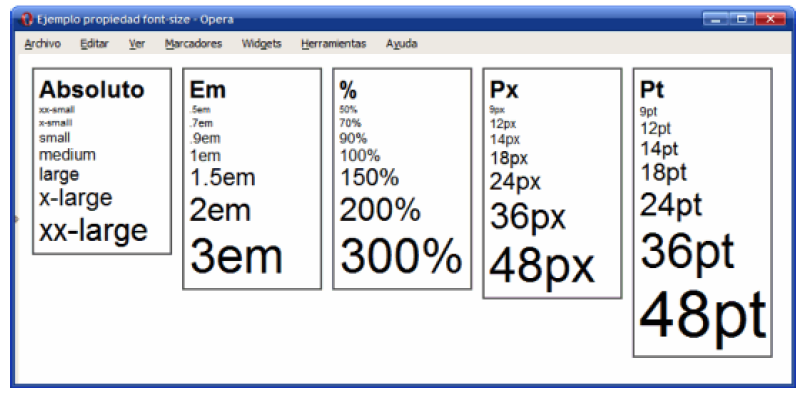 Ejemplo propiedad font-size - Opera
Archivo Editar Ver Marcadores Widgets Herramientas Ayuda
Absoluto
xx-small
x-small
small
medium
large
x-large
xx-large
Em
.5em
.7em
.9em
1em
1.5em
2em
3em
%
50%
70%
90%
100%
150%
200%
300%
Px
9px
12px
14px
18px
24px
36px
48px
Pt
9pt
12pt
14pt
18pt
24pt
36pt
48pt